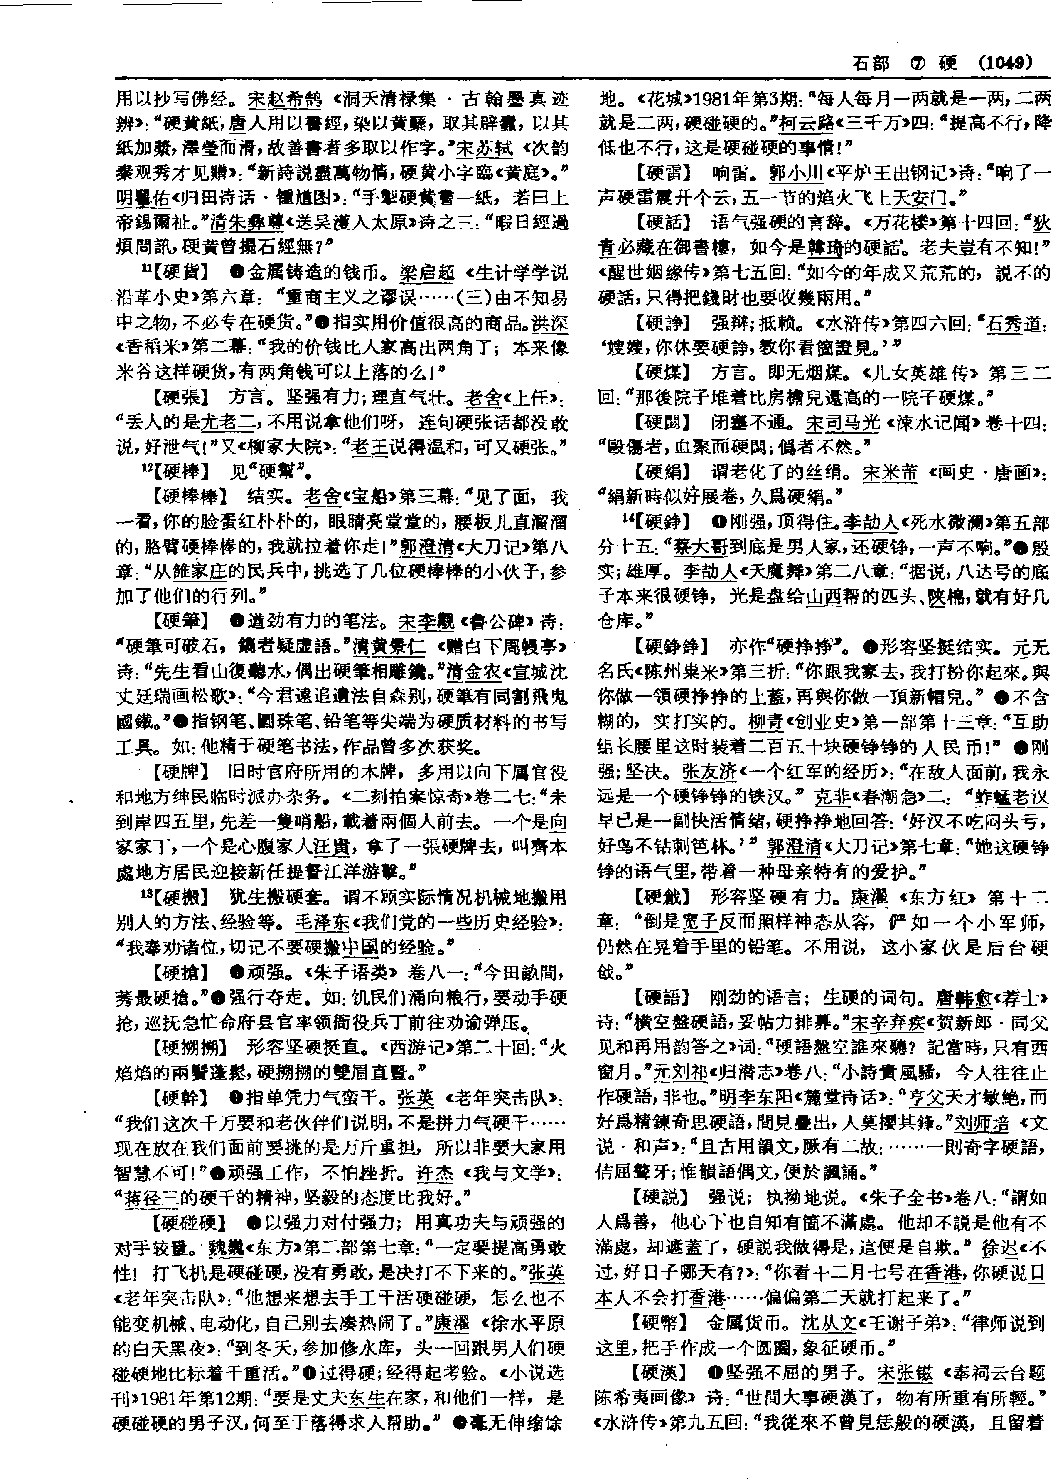 石部 ⑦ 硬 (1049)
用以抄写佛经。宋赵希鹄《洞天清禄集·古翰墨真迹
辨》：“硬黄紙，唐人用以書經，染以黄蘗，取其辟蠹，以其
紙加漿，澤瑩而滑，故善書者多取以作字。”宋苏轼《次韵
秦观秀才见赠》：“新詩説盡萬物情，硬黄小字臨《黄庭》。”
明瞿佑《归田诗话·锺馗图》：“手掣硬黄書一紙，若曰上
帝錫爾祉。”清朱彝尊《送吴濩入太原》诗之三：“暇日經過
煩問訊，硬黄曾搨石經無？”
¹¹【硬貨】 ❶金属铸造的钱币。梁启超《生计学学说
沿革小史》第六章：“重商主义之谬误……(三)由不知易
中之物，不必专在硬货。”❷指实用价值很高的商品。洪深
《香稻米》第二幕：“我的价钱比人家高出两角了；本来像
米谷这样硬货，有两角钱可以上落的么！”
【硬張】 方言。坚强有力；理直气壮。老舍《上任》：
“丢人的是尤老二，不用说拿他们呀，连句硬张话都没敢
说，好泄气！”又《柳家大院》：“老王说得温和，可又硬张。”
¹²【硬棒】 见“硬幫”。
【硬棒棒】 结实。老舍《宝船》第三幕：“见了面，我
一看，你的脸蛋红朴朴的，眼睛亮堂堂的，腰板儿直溜溜
的，胳臂硬棒棒的，我就拉着你走！”郭澄清《大刀记》第八
章：“从雒家庄的民兵中，挑选了几位硬棒棒的小伙子，参
加了他们的行列。”
【硬筆】 ❶遒劲有力的笔法。宋李觏《鲁公碑》诗：
“硬筆可破石，鐫者疑虚語。”清黄景仁《赠白下周幔亭》
诗：“先生看山復聽水，偶出硬筆相雕鑱。”清金农《宣城沈
丈廷瑞画松歌》：“今君遠追遺法自森别，硬筆有同割飛鬼
國鐵。”❷指钢笔、圆珠笔、铅笔等尖端为硬质材料的书写
工具。如：他精于硬笔书法，作品曾多次获奖。
【硬牌】 旧时官府所用的木牌，多用以向下属官役
和地方绅民临时派办杂务。《二刻拍案惊奇》卷二七：“未
到岸四五里，先差一隻哨船，載着兩個人前去。一个是向
家家丁，一个是心腹家人汪貴，拿了一張硬牌去，叫齊本
處地方居民迎接新任提督江洋游擊。”
¹³【硬搬】 犹生搬硬套。谓不顾实际情况机械地搬用
别人的方法、经验等。毛泽东《我们党的一些历史经验》：
“我奉劝诸位，切记不要硬搬中国的经验。”
【硬搶】 ❶顽强。《朱子语类》卷八一：“今田畝間，
莠最硬搶。”❷强行夺走。如：饥民们涌向粮行，要动手硬
抢，巡抚急忙命府县官率领衙役兵丁前往劝谕弹压。
【硬搠搠】 形容坚硬挺直。《西游记》第二十回：“火
焰焰的兩鬢蓬鬆，硬搠搠的雙眉直豎。”
【硬幹】 ❶指单凭力气蛮干。张英《老年突击队》：
“我们这次千万要和老伙伴们说明，不是拼力气硬干……
现在放在我们面前要挑的是万斤重担，所以非要大家用
智慧不可！”❷顽强工作，不怕挫折。许杰《我与文学》：
“蒋径三的硬干的精神，坚毅的态度比我好。”
【硬碰硬】 ❶以强力对付强力；用真功夫与顽强的
对手较量。魏巍《东方》第二部第七章：“一定要提高勇敢
性！打飞机是硬碰硬，没有勇敢，是决打不下来的。”张英
《老年突击队》：“他想来想去手工干活硬碰硬，怎么也不
能变机械、电动化，自己别去凑热闹了。”康濯《徐水平原
的白天黑夜》：“到冬天，参加修水库，头一回跟男人们硬
碰硬地比标着干重活。”❷过得硬；经得起考验。《小说选
刊》1981年第12期：“要是丈夫东生在家，和他们一样，是
硬碰硬的男子汉，何至于落得求人帮助。”❸毫无伸缩馀
地。《花城》1981年第3期：“每人每月一两就是一两，二两
就是二两，硬碰硬的。”柯云路《三千万》四：“提高不行，降
低也不行，这是硬碰硬的事情！”
【硬雷】 响雷。郭小川《平炉王出钢记》诗：“响了一
声硬雷震开个云，五一节的焰火飞上天安门。”
【硬話】 语气强硬的言辞。《万花楼》第十四回：“狄
青必藏在御書樓，如今是韓琦的硬話。老夫豈有不知！”
《醒世姻缘传》第七五回：“如今的年成又荒荒的，説不的
硬話，只得把錢財也要收幾兩用。”
【硬諍】 强辩；抵赖。《水浒传》第四六回：“石秀道：
‘嫂嫂，你休要硬諍，教你看箇證見。’”
【硬煤】 方言。即无烟煤。《儿女英雄传》第三二
回：“那後院子堆着比房檐兒還高的一院子硬煤。”
【硬閼】 闭塞不通。宋司马光《涑水记闻》卷十四：
“毆傷者，血聚而硬閼；僞者不然。”
【硬絹】 谓老化了的丝绢。宋米芾《画史·唐画》：
“絹新時似好展卷，久爲硬絹。”
¹⁴【硬錚】 ❶刚强，顶得住。李劼人《死水微澜》第五部
分十五：“蔡大哥到底是男人家，还硬铮，一声不响。”❷殷
实；雄厚。李劼人《天魔舞》第二八章：“据说，八达号的底
子本来很硬铮，光是盘给山西帮的匹头、陕棉，就有好几
仓库。”
【硬錚錚】 亦作“硬挣挣”。❶形容坚挺结实。元无
名氏《陈州粜米》第三折：“你跟我家去，我打扮你起來，與
你做一領硬挣挣的上蓋，再與你做一頂新帽兒。”❷不含
糊的，实打实的。柳青《创业史》第一部第十三章：“互助
组长腰里这时装着二百五十块硬铮铮的人民币！”❸刚
强；坚决。张友济《一个红军的经历》：“在敌人面前，我永
远是一个硬铮铮的铁汉。”克非《春潮急》二：“蚱蜢老汉
早已是一副快活情绪，硬挣挣地回答：‘好汉不吃闷头亏，
好鸟不钻刺笆林。’”郭澄清《大刀记》第七章：“她这硬铮
铮的语气里，带着一种母亲特有的爱护。”
【硬戧】 形容坚硬有力。康濯《东方红》第十二
章：“倒是宽子反而照样神态从容，俨如一个小军师，
仍然在晃着手里的铅笔。不用说，这小家伙是后台硬
戗。”
【硬語】 刚劲的语言；生硬的词句。唐韩愈《荐士》
诗：“横空盤硬語，妥帖力排奡。”宋辛弃疾《贺新郎·同父
见和再用韵答之》词：“硬語盤空誰來聽？記當時，只有西
窗月。”元刘祁《归潜志》卷八：“小詩貴風騷，今人往往止
作硬語，非也。”明李东阳《麓堂诗话》：“亨父天才敏絶，而
好爲精鍊奇思硬語，間見疊出，人莫攖其鋒。”刘师培《文
说·和声》：“且古用韻文，厥有二故：……一則奇字硬語，
佶屈聱牙；惟韻語偶文，便於諷誦。”
【硬説】 强说；执拗地说。《朱子全书》卷八：“謂如
人爲善，他心下也自知有箇不滿處。他却不説是他有不
滿處，却遮蓋了，硬説我做得是，這便是自欺。”徐迟《不
过，好日子哪天有？》：“你看十二月七号在香港，你硬说日
本人不会打香港……偏偏第二天就打起来了。”
【硬幣】 金属货币。沈从文《王谢子弟》：“律师说到
这里，把手作成一个圆圈，象征硬币。”
【硬漢】 ❶坚强不屈的男子。宋张镃《奉祠云台题
陈希夷画像》诗：“世間大事硬漢了，物有所重有所輕。”
《水浒传》第九五回：“我從來不曾見恁般的硬漢，且留着